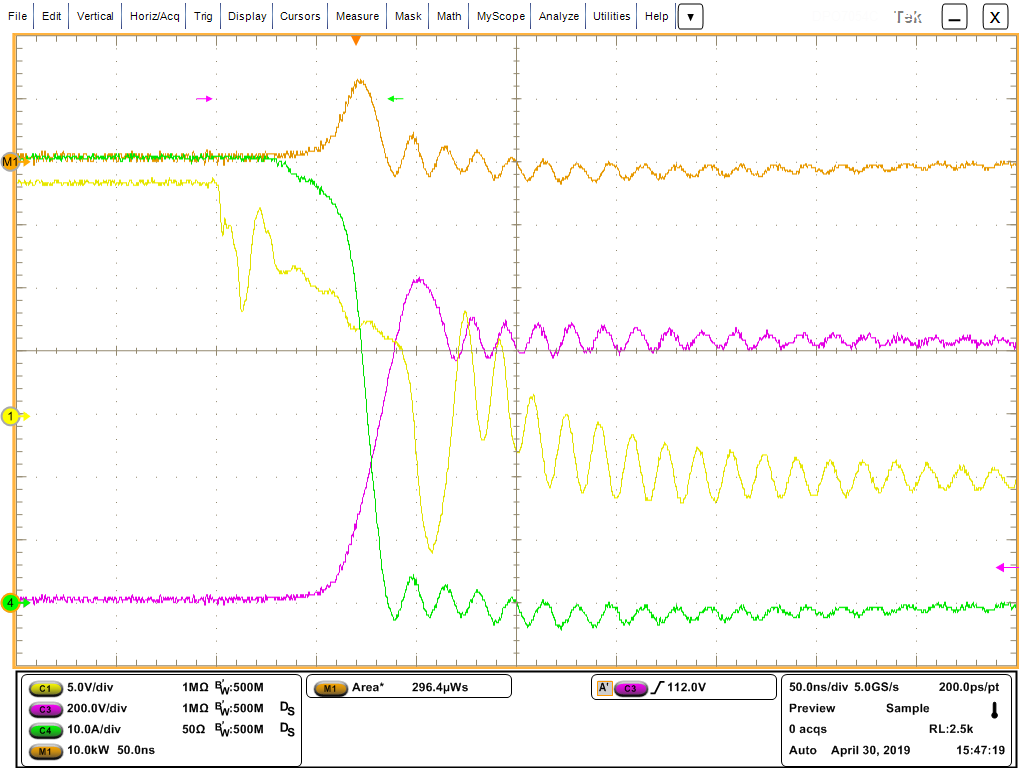 File Edit Vertical Horiz/Acq Trig Display Cursors Measure Mask Math MyScope Analyze Utilities Help ▼ Tek X
M1
1
4
C1 5.0V/div 1MΩ BW:500M
C3 200.0V/div 1MΩ BW:500M DS
C4 10.0A/div 50Ω BW:500M DS
M1 10.0kW 50.0ns
M1 Area* 296.4µWs
A' C3 112.0V
50.0ns/div 5.0GS/s 200.0ps/pt
Preview Sample
0 acqs RL:2.5k
Auto April 30, 2019 15:47:19